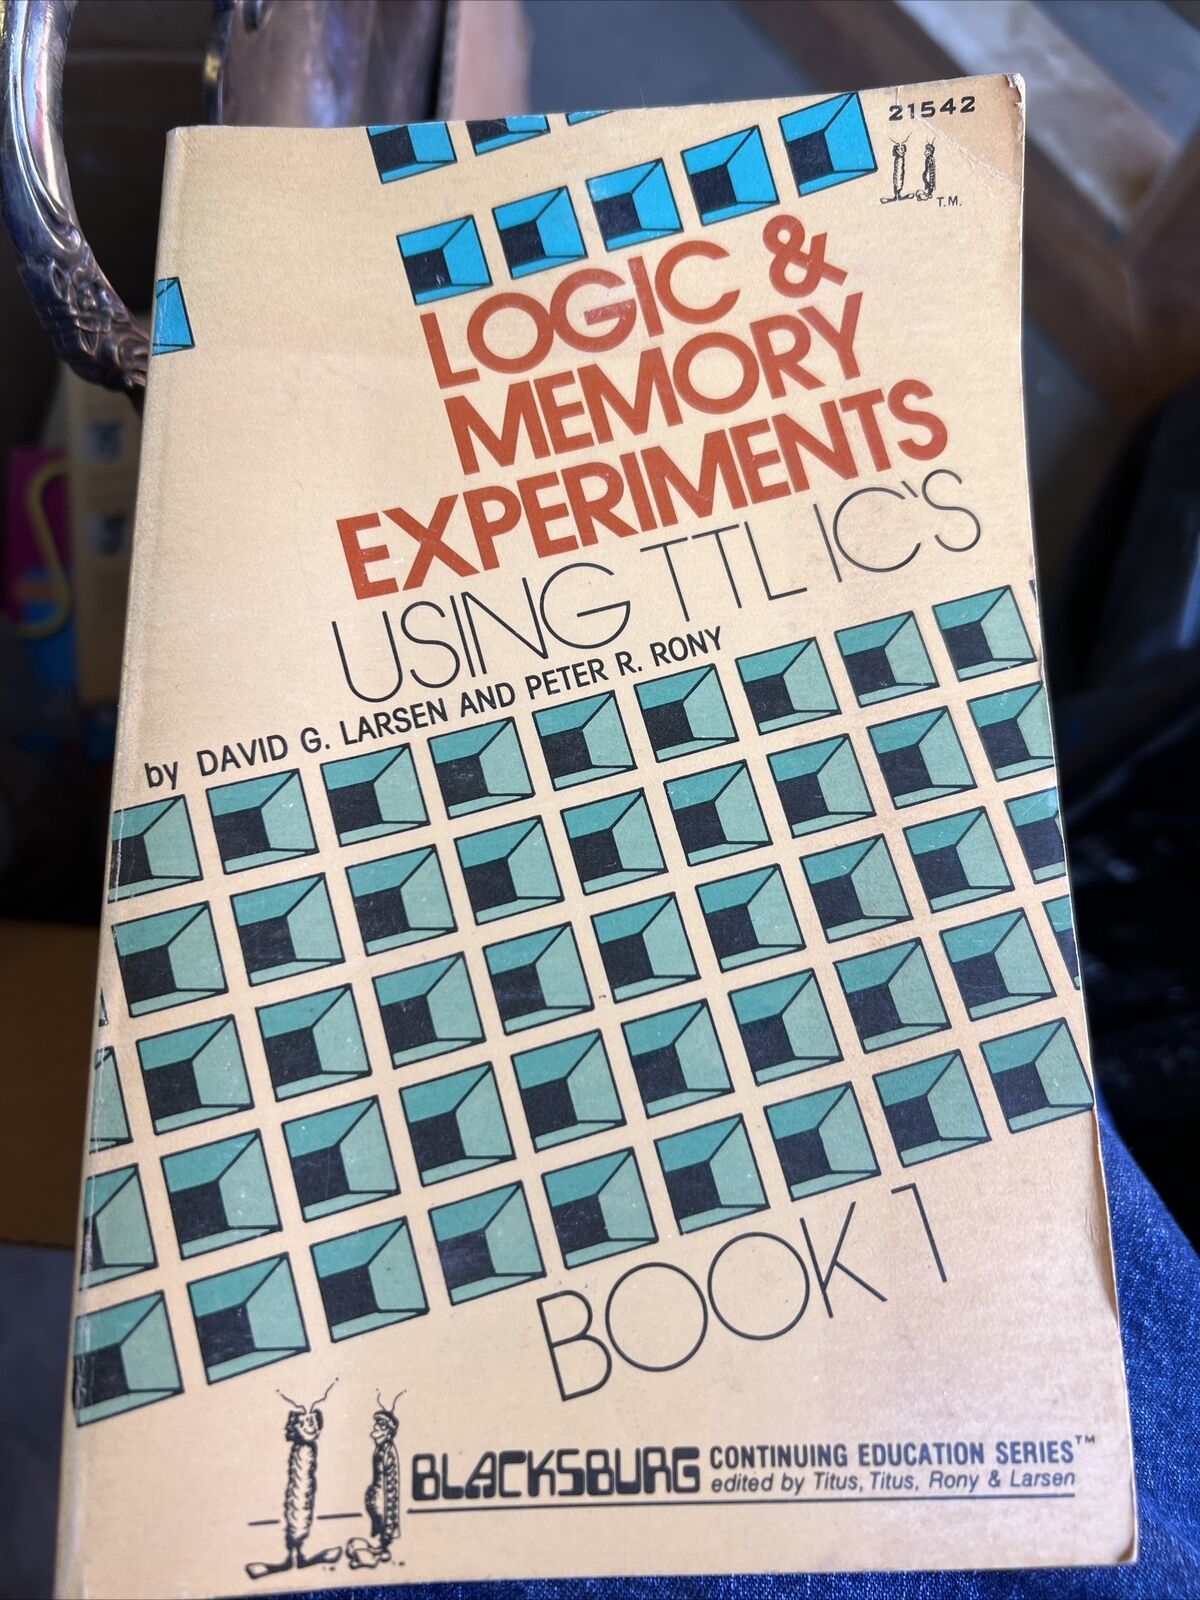 21542
T.M.
LOGIC &
MEMORY
EXPERIMENTS
USING TTL IC'S
by DAVID G. LARSEN AND PETER R. RONY
BOOK 1
BLACKSBURG CONTINUING EDUCATION SERIES™
edited by Titus, Titus, Rony & Larsen